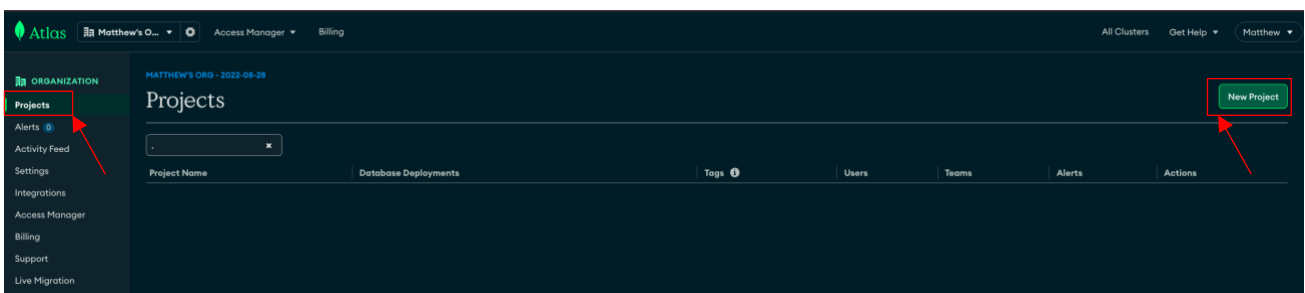 Atlas Matthew's O... Access Manager Billing All Clusters Get Help Matthew
ORGANIZATION
Projects
Alerts 0
Activity Feed
Settings
Integrations
Access Manager
Billing
Support
Live Migration
MATTHEW'S ORG - 2022-08-28
Projects
New Project
.
Project Name Database Deployments Tags Users Teams Alerts Actions